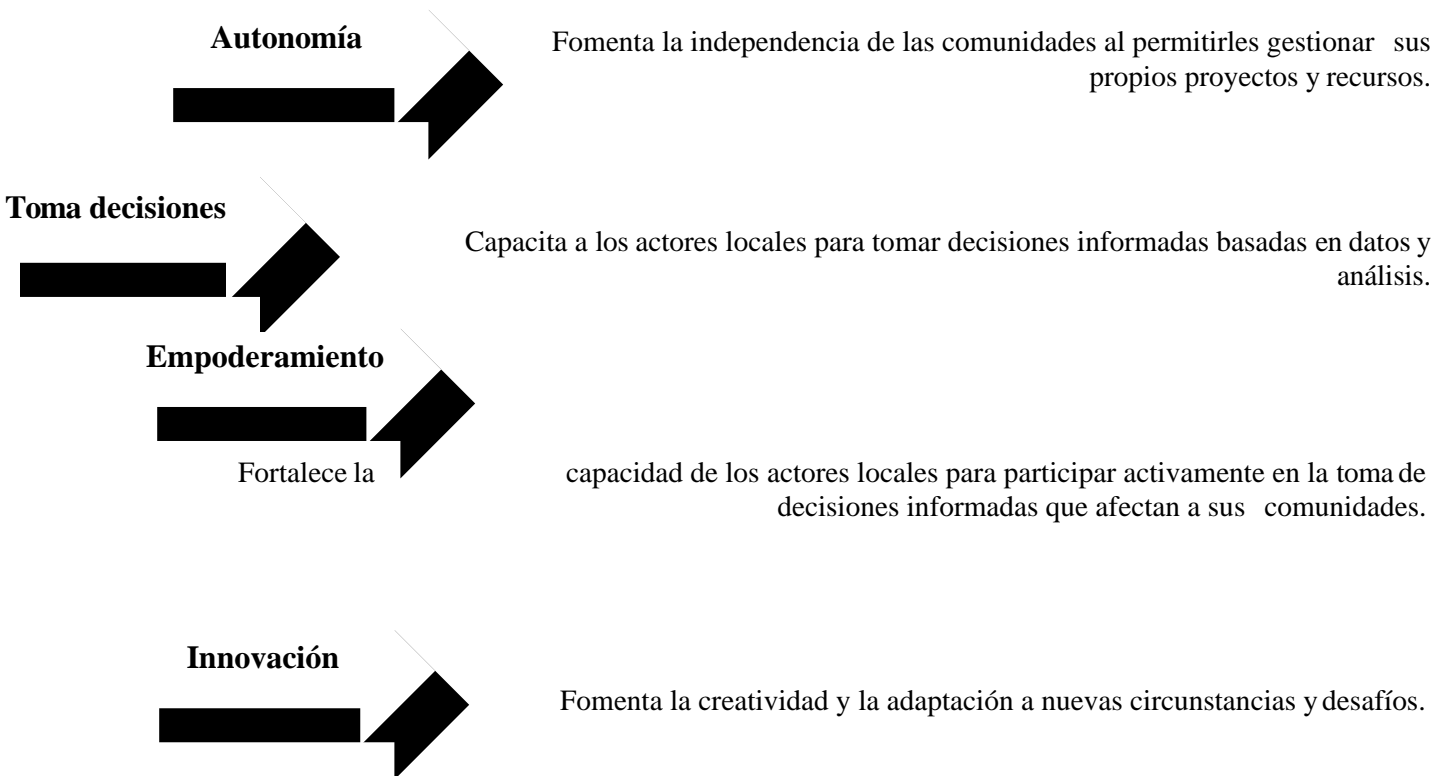 Autonomía
Fomenta la independencia de las comunidades al permitirles gestionar sus
propios proyectos y recursos.
Toma decisiones
Capacita a los actores locales para tomar decisiones informadas basadas en datos y
análisis.
Empoderamiento
Fortalece la capacidad de los actores locales para participar activamente en la toma de
decisiones informadas que afectan a sus comunidades.
Innovación
Fomenta la creatividad y la adaptación a nuevas circunstancias y desafíos.